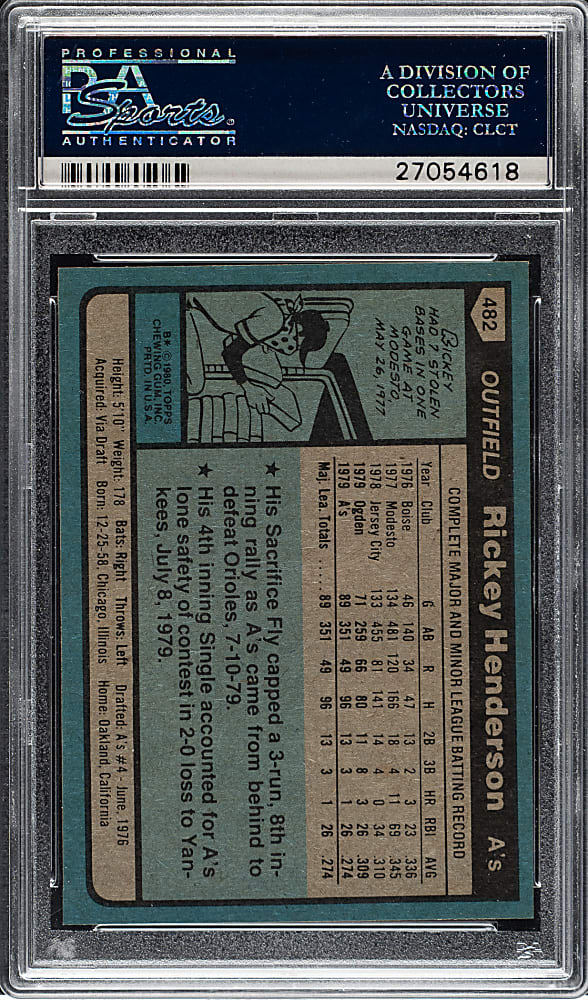 PROFESSIONAL
PSA
Sports
AUTHENTICATOR
A DIVISION OF
COLLECTORS
UNIVERSE
NASDAQ: CLCT
27054618
482 OUTFIELD Rickey Henderson A's
RICKEY
HAD 7 STOLEN
BASES IN ONE
GAME AT
MODESTO,
MAY 26, 1977
B* © 1980 TOPPS
CHEWING GUM, INC.
PRTD IN U.S.A.
COMPLETE MAJOR AND MINOR LEAGUE BATTING RECORD
Year Club G AB R H 2B 3B HR RBI AVG
1976 Boise 46 140 34 47 13 2 3 23 .336
1977 Modesto 134 481 120 166 18 4 11 69 .345
1978 Jersey City 133 455 81 141 14 4 0 34 .310
1979 Ogden 71 259 66 80 11 8 3 26 .309
1979 A's 89 351 49 96 13 3 1 26 .274
Maj. Lea. Totals ..... 89 351 49 96 13 3 1 26 .274
★ His Sacrifice Fly capped a 3-run, 8th in-
ning rally as A's came from behind to
defeat Orioles, 7-10-79.
★ His 4th inning Single accounted for A's
lone safety of contest in 2-0 loss to Yan-
kees, July 8, 1979.
Height: 5'10" Weight: 178 Bats: Right Throws: Left Drafted: A's #4 - June, 1976
Acquired: Via Draft Born: 12-25-58, Chicago, Illinois Home: Oakland, California